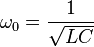 ω₀ = 1/√(LC)